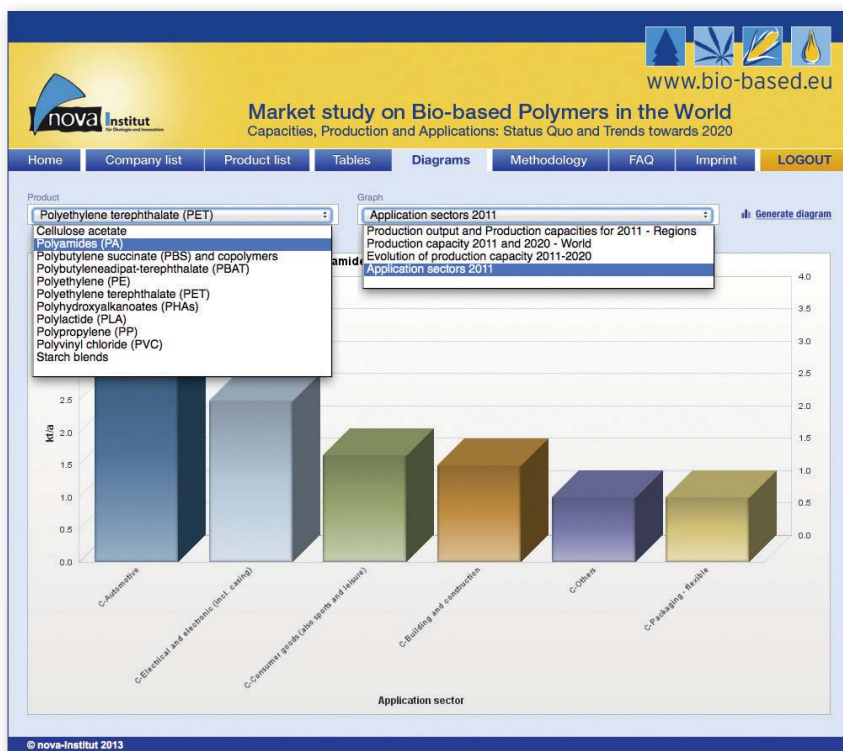 www.bio-based.eu
nova Institut
für Ökologie und Innovation
Market study on Bio-based Polymers in the World
Capacities, Production and Applications: Status Quo and Trends towards 2020
Home Company list Product list Tables Diagrams Methodology FAQ Imprint LOGOUT
Product Graph
Polyethylene terephthalate (PET) Application sectors 2011 Generate diagram
Cellulose acetate
Polyamides (PA)
Polybutylene succinate (PBS) and copolymers
Polybutyleneadipat-terephthalate (PBAT)
Polyethylene (PE)
Polyethylene terephthalate (PET)
Polyhydroxyalkanoates (PHAs)
Polylactide (PLA)
Polypropylene (PP)
Polyvinyl chloride (PVC)
Starch blends
Production output and Production capacities for 2011 - Regions
Production capacity 2011 and 2020 - World
Evolution of production capacity 2011-2020
Application sectors 2011
4.0
3.5
3.0
2.5
2.0
1.5
1.0
0.5
0.0
kt/a
2.5
2.0
1.5
1.0
0.5
0.0
C-Automotive
C-Electrical and electronic (incl. casing)
C-Consumer goods (also sports and leisure)
C-Building and construction
C-Others
C-Packaging - flexible
Application sector
© nova-Institut 2013